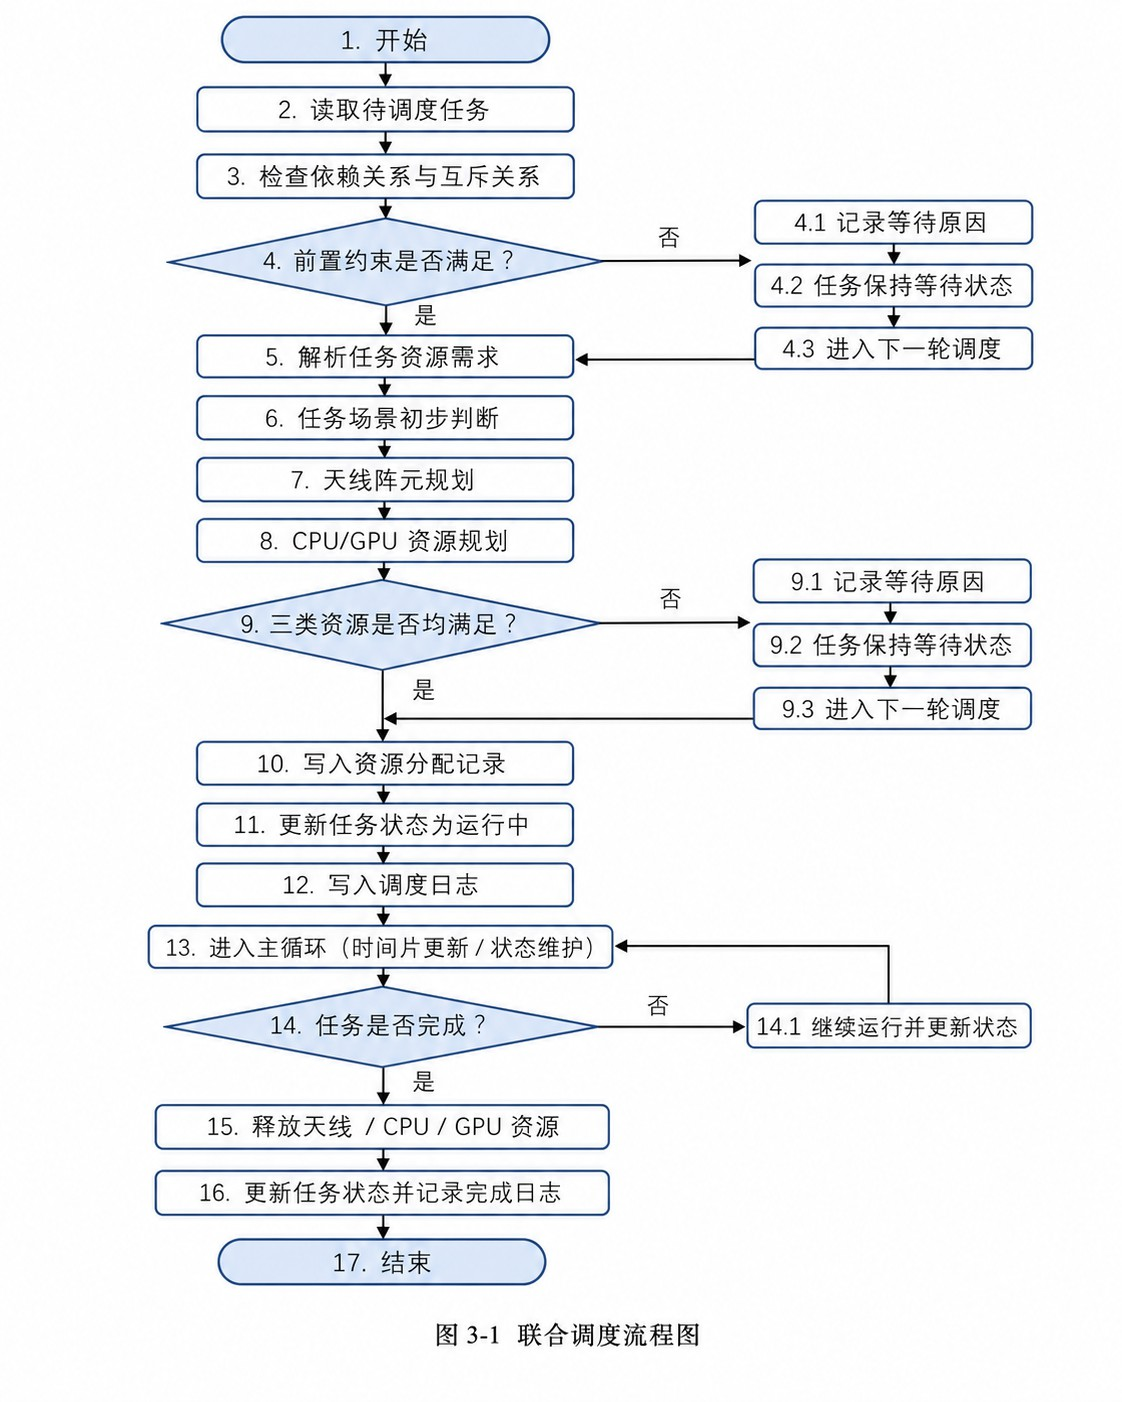 1. 开始
2. 读取待调度任务
3. 检查依赖关系与互斥关系
4. 前置约束是否满足？
否
4.1 记录等待原因
4.2 任务保持等待状态
4.3 进入下一轮调度
是
5. 解析任务资源需求
6. 任务场景初步判断
7. 天线阵元规划
8. CPU/GPU 资源规划
9. 三类资源是否均满足？
否
9.1 记录等待原因
9.2 任务保持等待状态
9.3 进入下一轮调度
是
10. 写入资源分配记录
11. 更新任务状态为运行中
12. 写入调度日志
13. 进入主循环（时间片更新 / 状态维护）
14. 任务是否完成？
否
14.1 继续运行并更新状态
是
15. 释放天线 / CPU / GPU 资源
16. 更新任务状态并记录完成日志
17. 结束
图 3-1 联合调度流程图